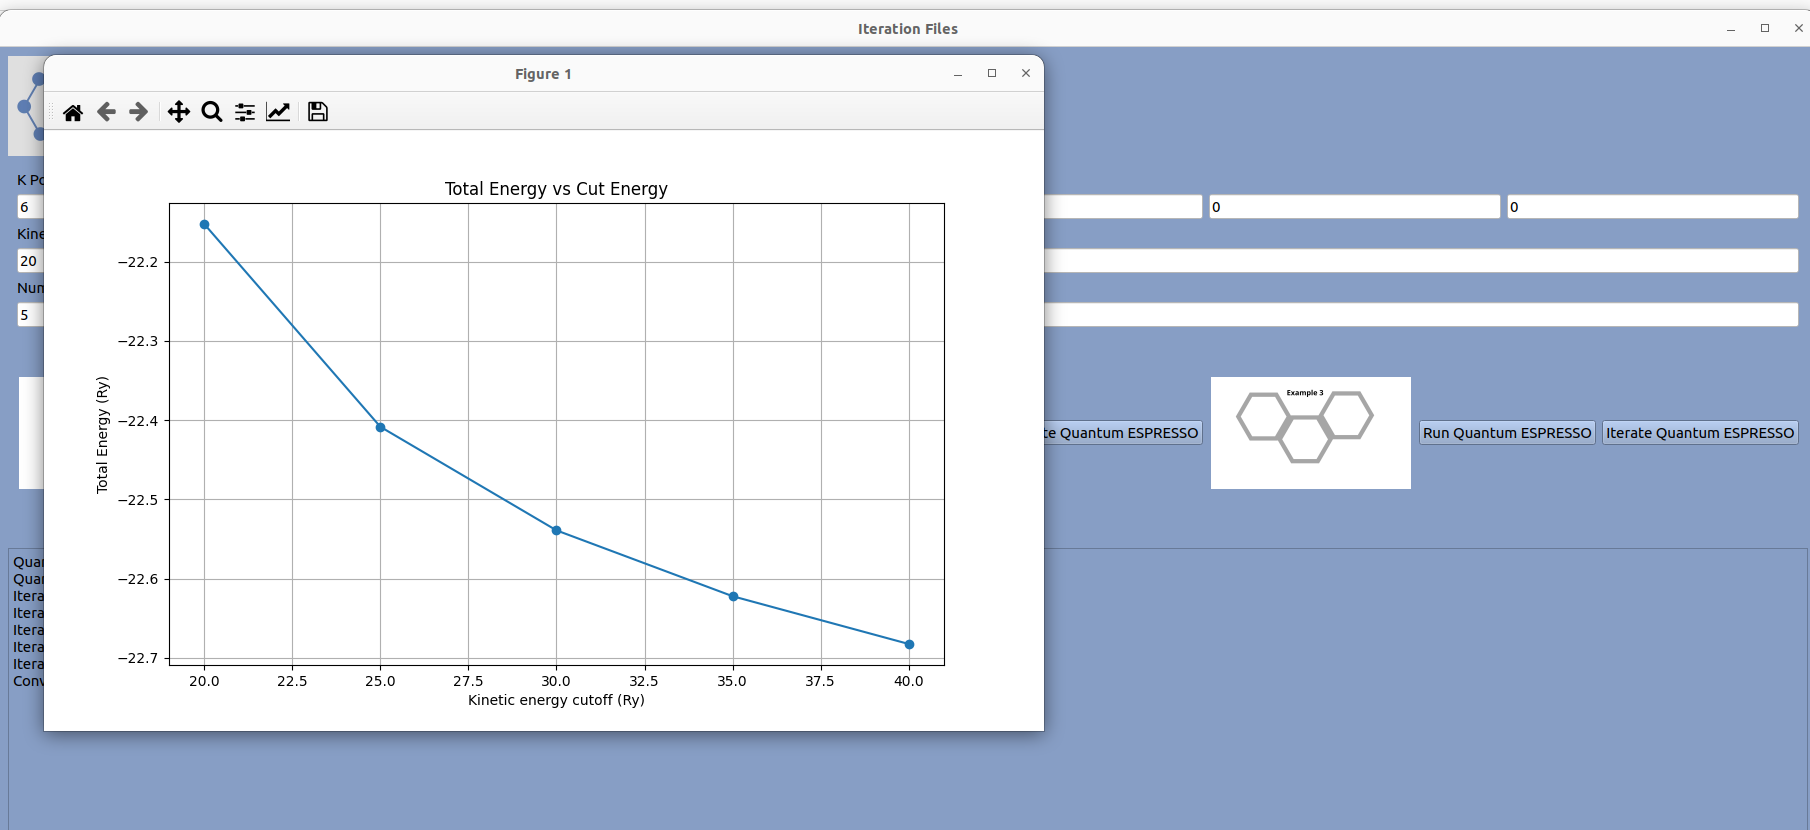 Iteration Files
Figure 1
K Po
6
0
0
Kine
20
Num
5
Total Energy vs Cut Energy
Total Energy (Ry)
−22.2
−22.3
−22.4
−22.5
−22.6
−22.7
20.0 22.5 25.0 27.5 30.0 32.5 35.0 37.5 40.0
Kinetic energy cutoff (Ry)
te Quantum ESPRESSO
Example 3
Run Quantum ESPRESSO
Iterate Quantum ESPRESSO
Quan
Quan
Itera
Itera
Itera
Itera
Itera
Conv